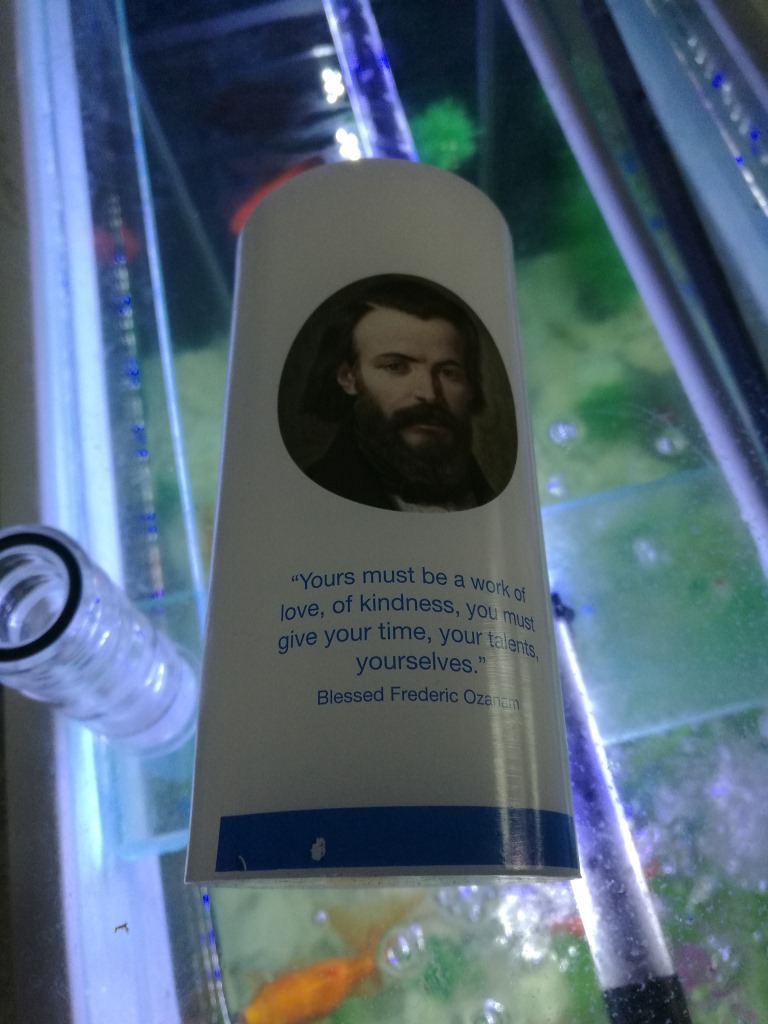 “Yours must be a work of
love, of kindness, you must
give your time, your talents,
yourselves.”
Blessed Frederic Ozanam